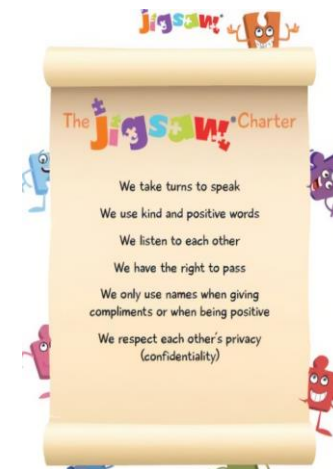 jigsaw
The jigsaw Charter
We take turns to speak
We use kind and positive words
We listen to each other
We have the right to pass
We only use names when giving
compliments or when being positive
We respect each other's privacy
(confidentiality)